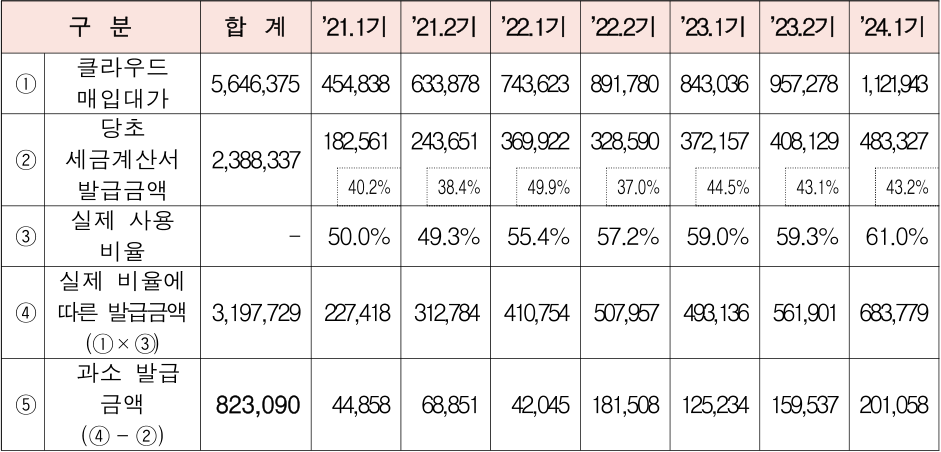 구 분 합 계 ’21.1기 ’21.2기 ’22.1기 ’22.2기 ’23.1기 ’23.2기 ’24.1기
① 클라우드
매입대가 5,646,375 454,838 633,878 743,623 891,780 843,036 957,278 1,121,943
② 당초
세금계산서
발급금액 2,388,337 182,561 243,651 369,922 328,590 372,157 408,129 483,327
40.2% 38.4% 49.9% 37.0% 44.5% 43.1% 43.2%
③ 실제 사용
비율 - 50.0% 49.3% 55.4% 57.2% 59.0% 59.3% 61.0%
④ 실제 비율에
따른 발급금액
(①×③) 3,197,729 227,418 312,784 410,754 507,957 493,136 561,901 683,779
⑤ 과소 발급
금액
(④-②) 823,090 44,858 68,851 42,045 181,508 125,234 159,537 201,058